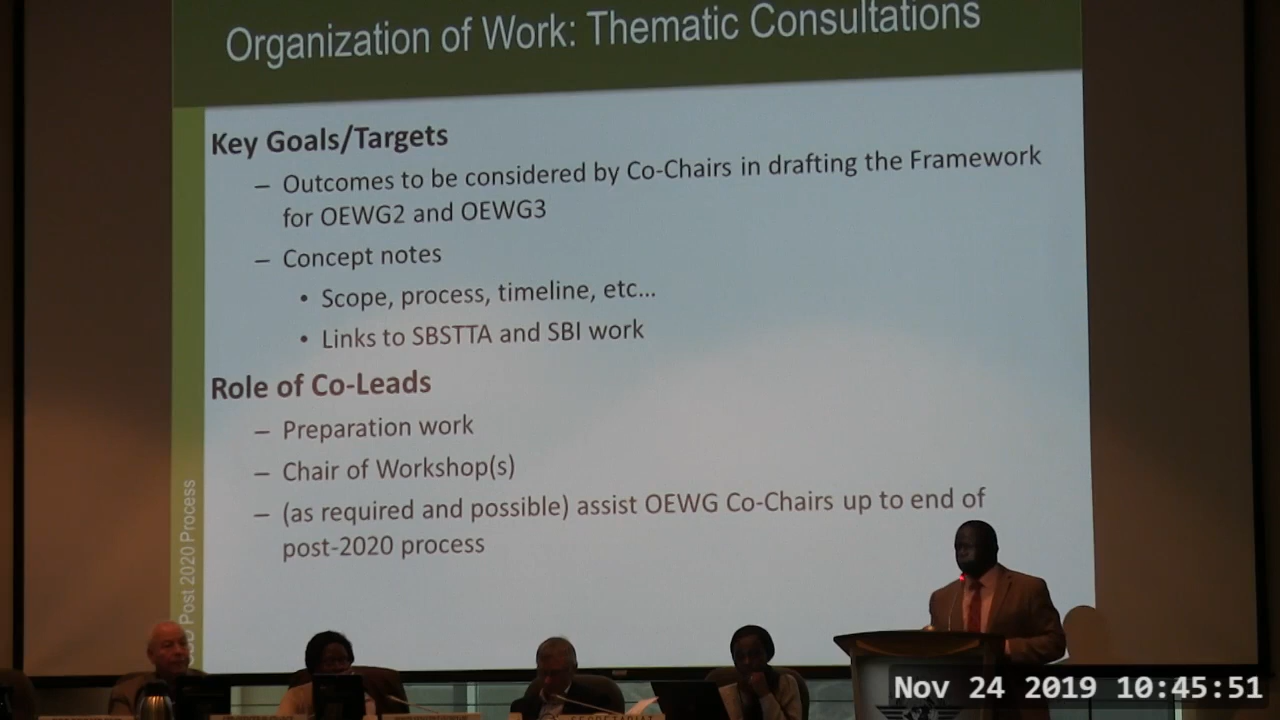 Organization of Work: Thematic Consultations
Key Goals/Targets
– Outcomes to be considered by Co-Chairs in drafting the Framework
for OEWG2 and OEWG3
– Concept notes
• Scope, process, timeline, etc...
• Links to SBSTTA and SBI work
Role of Co-Leads
– Preparation work
– Chair of Workshop(s)
– (as required and possible) assist OEWG Co-Chairs up to end of
post-2020 process
Post 2020 Process
SECRETARIAT
Nov 24 2019 10:45:51